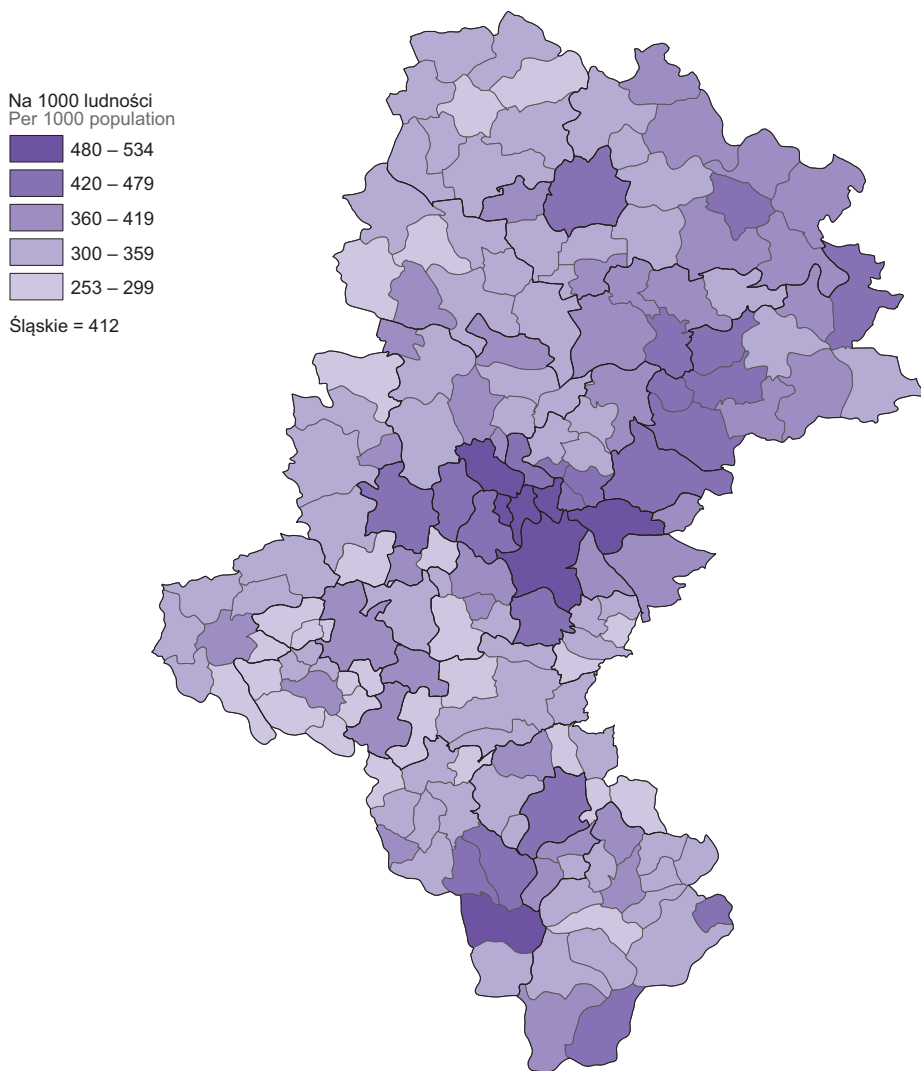 Na 1000 ludności
Per 1000 population
480 – 534
420 – 479
360 – 419
300 – 359
253 – 299
Śląskie = 412